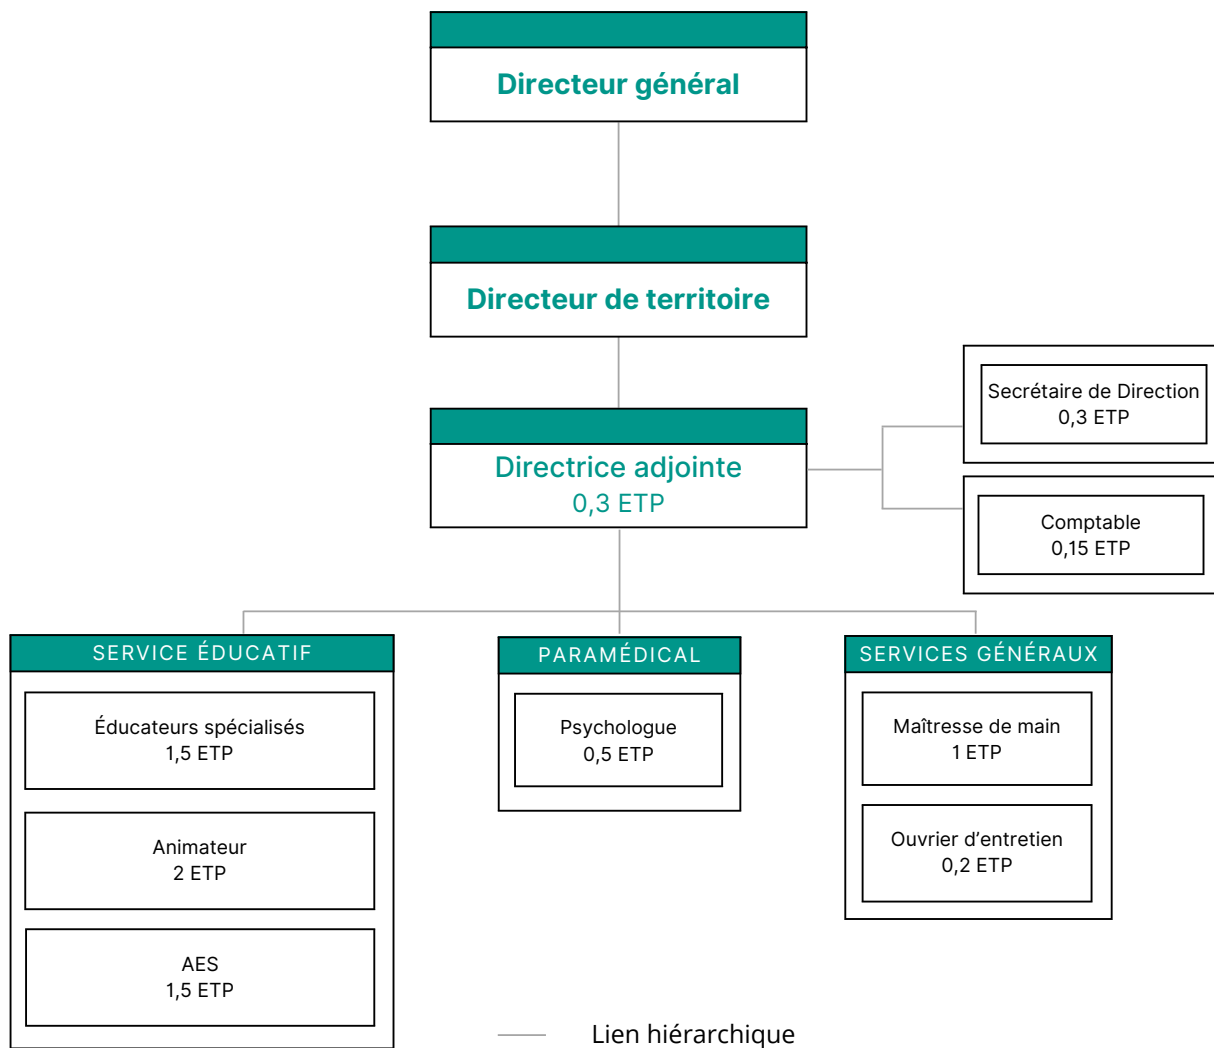 Directeur général
Directeur de territoire
Directrice adjointe
0,3 ETP
Secrétaire de Direction
0,3 ETP
Comptable
0,15 ETP
SERVICE ÉDUCATIF
Éducateurs spécialisés
1,5 ETP
Animateur
2 ETP
AES
1,5 ETP
PARAMÉDICAL
Psychologue
0,5 ETP
SERVICES GÉNÉRAUX
Maîtresse de main
1 ETP
Ouvrier d’entretien
0,2 ETP
Lien hiérarchique